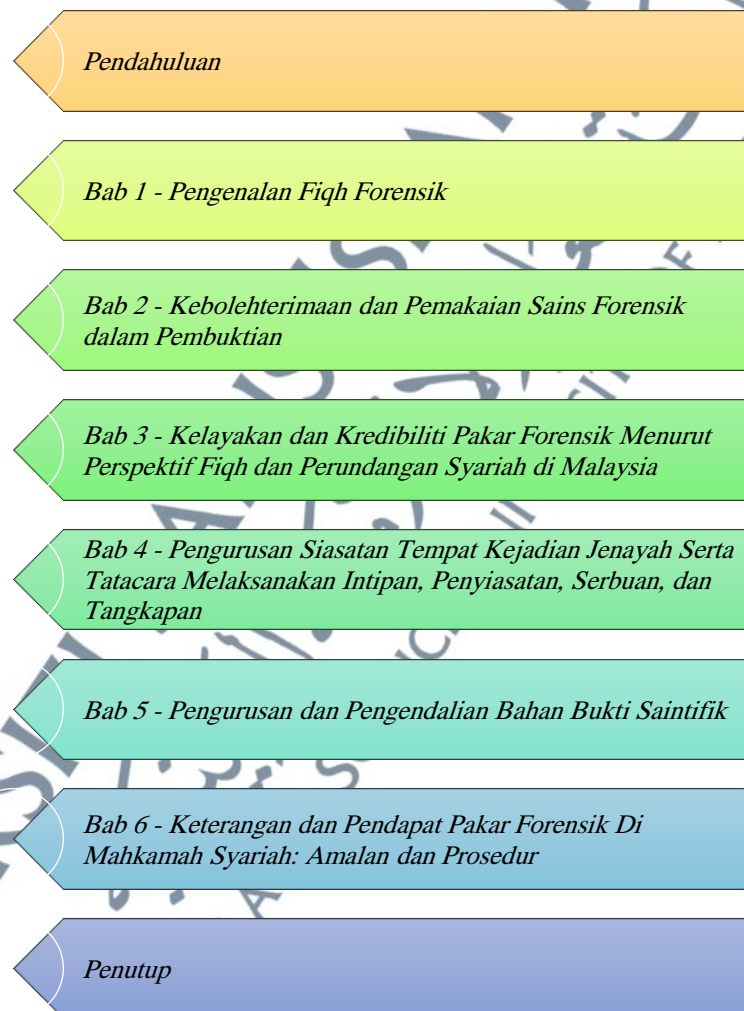 Pendahuluan
Bab 1 - Pengenalan Fiqh Forensik
Bab 2 - Kebolehterimaan dan Pemakaian Sains Forensik
dalam Pembuktian
Bab 3 - Kelayakan dan Kredibiliti Pakar Forensik Menurut
Perspektif Fiqh dan Perundangan Syariah di Malaysia
Bab 4 - Pengurusan Siasatan Tempat Kejadian Jenayah Serta
Tatacara Melaksanakan Intipan, Penyiasatan, Serbuan, dan
Tangkapan
Bab 5 - Pengurusan dan Pengendalian Bahan Bukti Saintifik
Bab 6 - Keterangan dan Pendapat Pakar Forensik Di
Mahkamah Syariah: Amalan dan Prosedur
Penutup